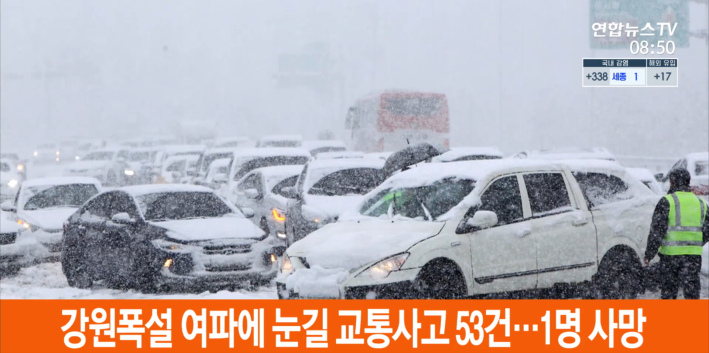 연합뉴스TV
08:50
국내 감염 해외 유입
+338 세종 1 +17
강원폭설 여파에 눈길 교통사고 53건…1명 사망